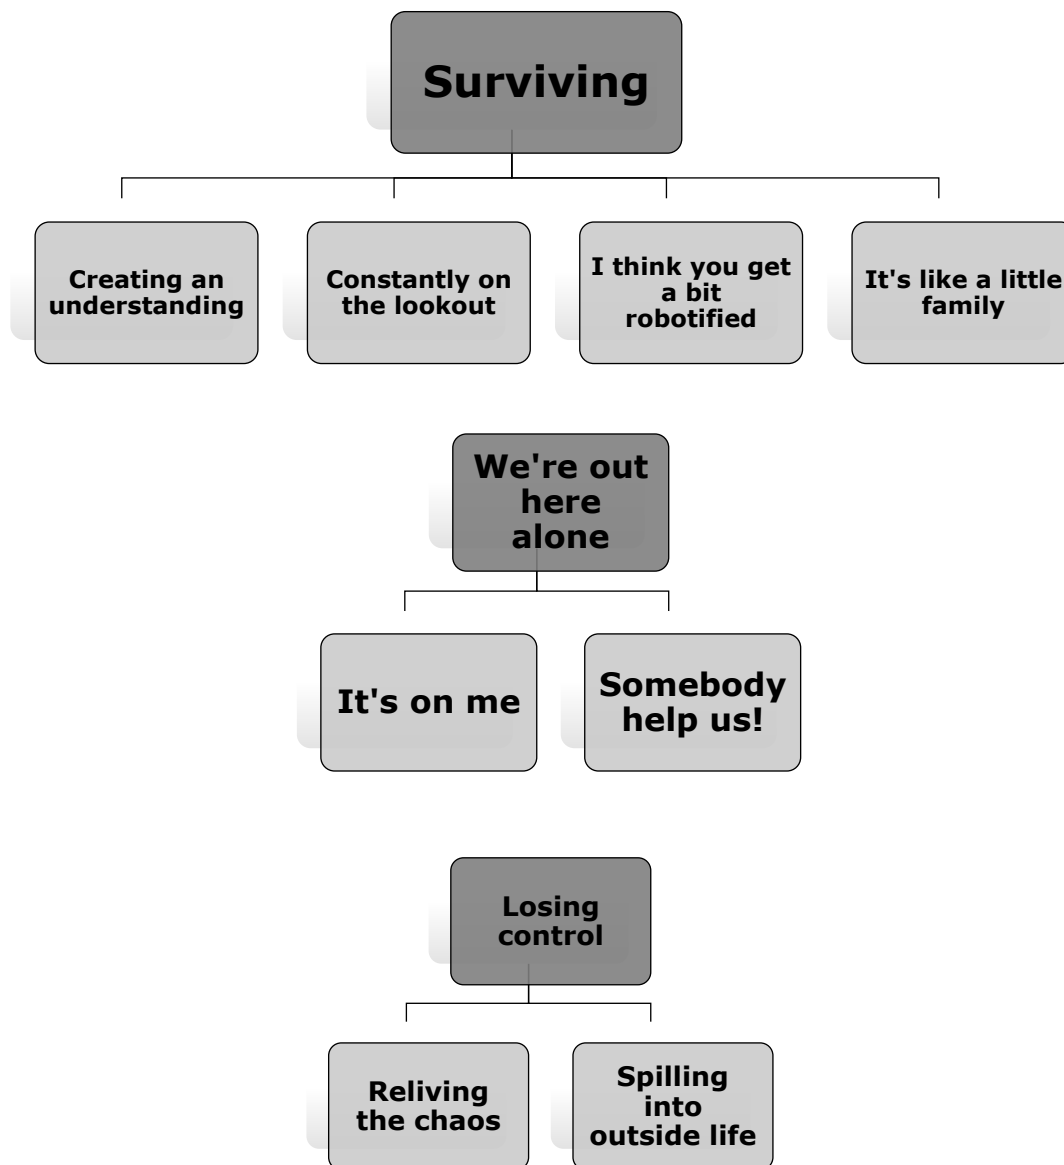 Surviving
Creating an
understanding
Constantly on
the lookout
I think you get
a bit
robotified
It's like a little
family
We're out
here
alone
It's on me
Somebody
help us!
Losing
control
Reliving
the chaos
Spilling
into
outside life